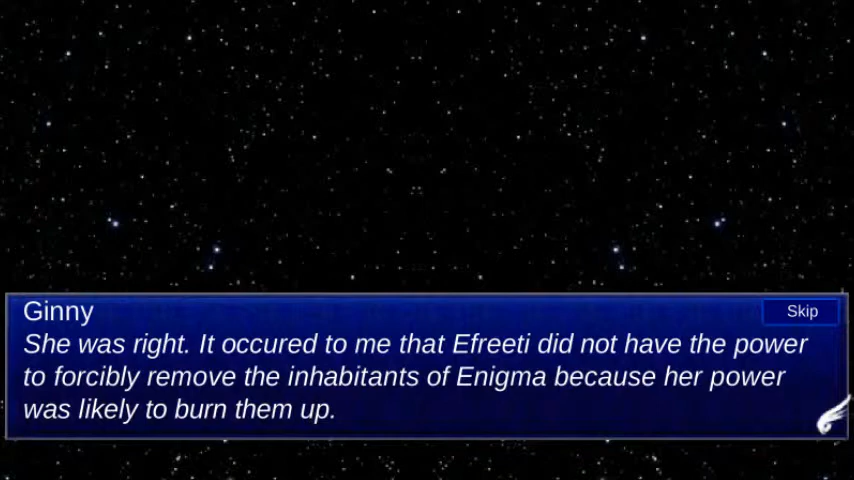 Ginny
Skip
She was right. It occured to me that Efreeti did not have the power
to forcibly remove the inhabitants of Enigma because her power
was likely to burn them up.